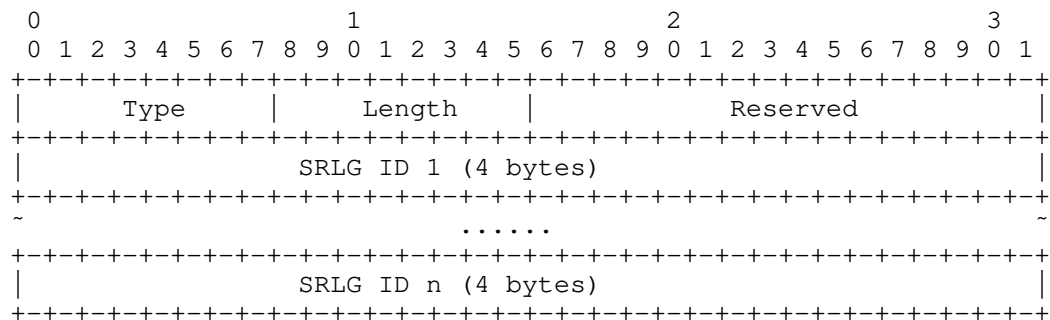 0                   1                   2                   3
 0 1 2 3 4 5 6 7 8 9 0 1 2 3 4 5 6 7 8 9 0 1 2 3 4 5 6 7 8 9 0 1
+-+-+-+-+-+-+-+-+-+-+-+-+-+-+-+-+-+-+-+-+-+-+-+-+-+-+-+-+-+-+-+-+
|      Type     |     Length    |            Reserved           |
+-+-+-+-+-+-+-+-+-+-+-+-+-+-+-+-+-+-+-+-+-+-+-+-+-+-+-+-+-+-+-+-+
|                 SRLG ID 1 (4 bytes)                           |
+-+-+-+-+-+-+-+-+-+-+-+-+-+-+-+-+-+-+-+-+-+-+-+-+-+-+-+-+-+-+-+-+
~                           ......                              ~
+-+-+-+-+-+-+-+-+-+-+-+-+-+-+-+-+-+-+-+-+-+-+-+-+-+-+-+-+-+-+-+-+
|                 SRLG ID n (4 bytes)                           |
+-+-+-+-+-+-+-+-+-+-+-+-+-+-+-+-+-+-+-+-+-+-+-+-+-+-+-+-+-+-+-+-+